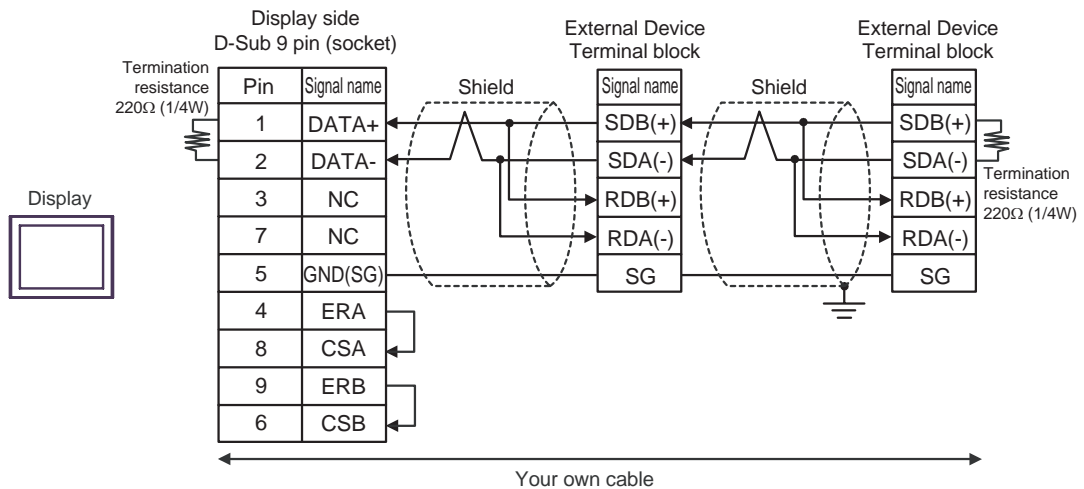 Display side
D-Sub 9 pin (socket)
External Device
Terminal block
External Device
Terminal block
Termination
resistance
220Ω (1/4W)
Pin Signal name
Shield
Signal name
Shield
Signal name
1 DATA+ SDB(+) SDB(+)
2 DATA- SDA(-) SDA(-)
Termination
resistance
220Ω (1/4W)
Display
3 NC RDB(+) RDB(+)
7 NC RDA(-) RDA(-)
5 GND(SG) SG SG
4 ERA
8 CSA
9 ERB
6 CSB
Your own cable